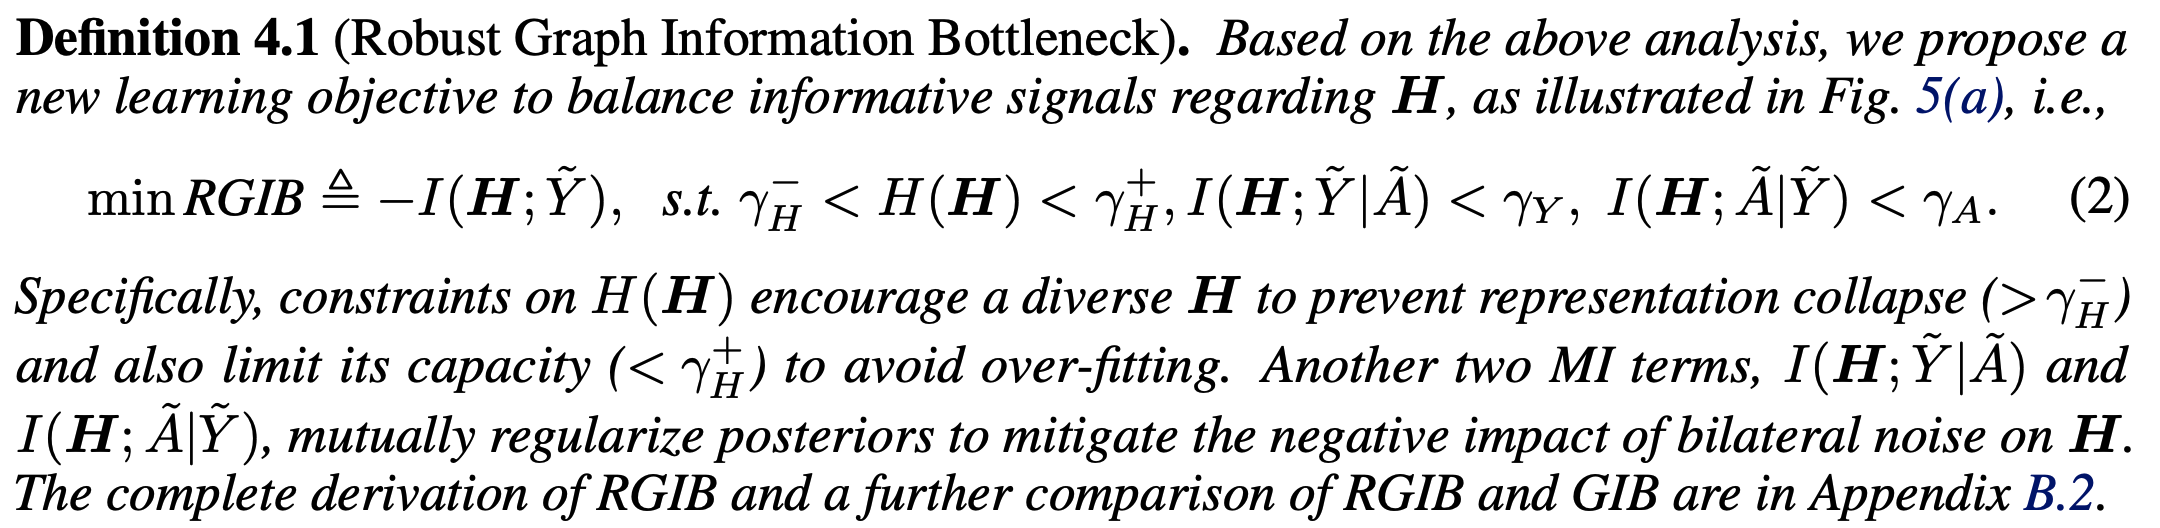 Definition 4.1 (Robust Graph Information Bottleneck). Based on the above analysis, we propose a
new learning objective to balance informative signals regarding H, as illustrated in Fig. 5(a), i.e.,
min RGIB ≜ −I(H; Ỹ), s.t. γ_H^− < H(H) < γ_H^+, I(H; Ỹ|Ã) < γ_Y, I(H; Ã|Ỹ) < γ_A. (2)
Specifically, constraints on H(H) encourage a diverse H to prevent representation collapse (> γ_H^−)
and also limit its capacity (< γ_H^+) to avoid over-fitting. Another two MI terms, I(H; Ỹ|Ã) and
I(H; Ã|Ỹ), mutually regularize posteriors to mitigate the negative impact of bilateral noise on H.
The complete derivation of RGIB and a further comparison of RGIB and GIB are in Appendix B.2.